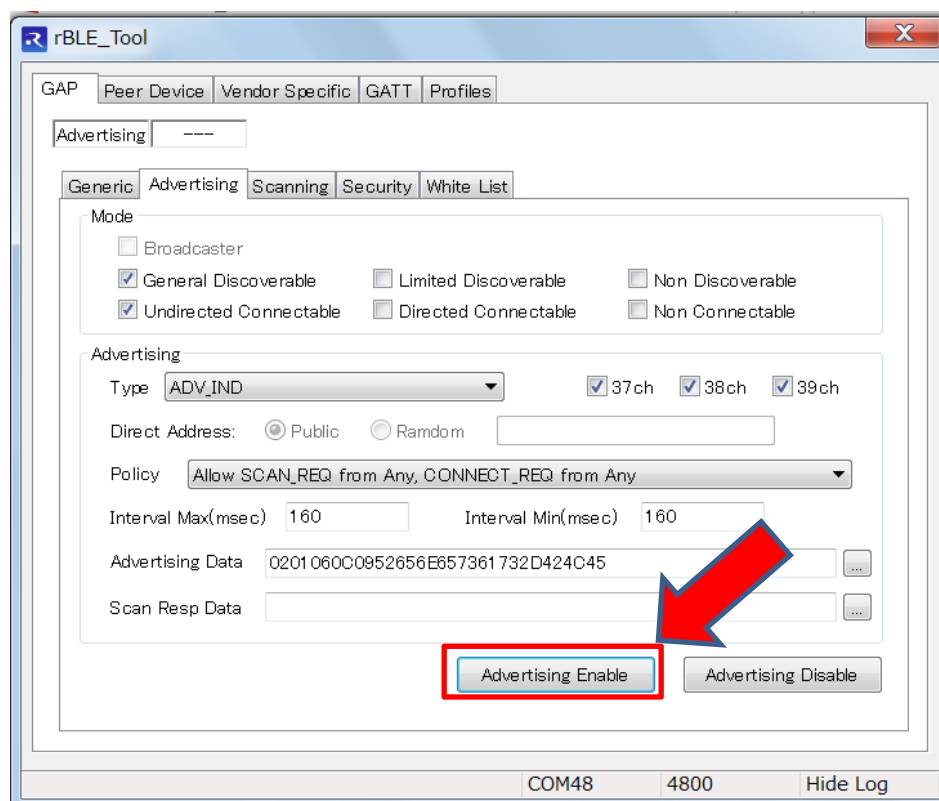 rBLE_Tool
GAP Peer Device Vendor Specific GATT Profiles
Advertising ---
Generic Advertising Scanning Security White List
Mode
Broadcaster
General Discoverable Limited Discoverable Non Discoverable
Undirected Connectable Directed Connectable Non Connectable
Advertising
Type ADV_IND 37ch 38ch 39ch
Direct Address: Public Ramdom
Policy Allow SCAN_REQ from Any, CONNECT_REQ from Any
Interval Max(msec) 160 Interval Min(msec) 160
Advertising Data 0201060C0952656E657361732D424C45 ...
Scan Resp Data ...
Advertising Enable Advertising Disable
COM48 4800 Hide Log